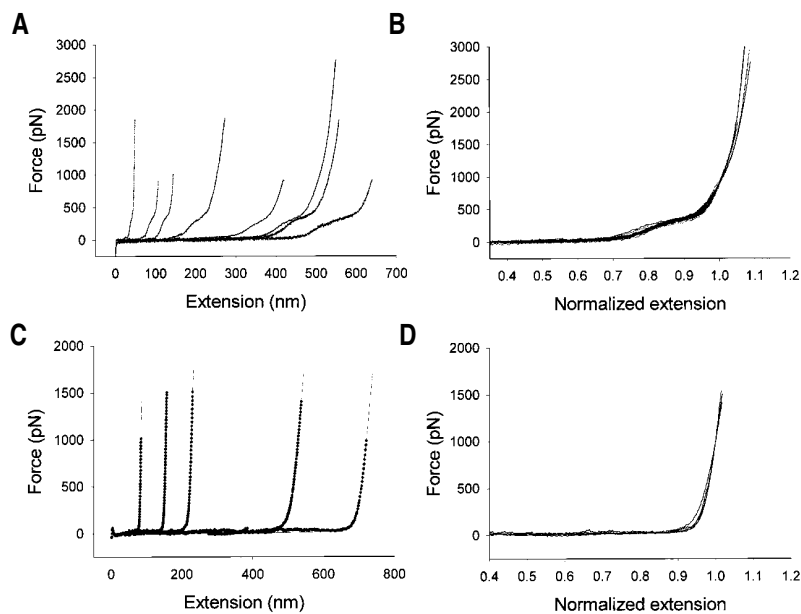 A
Force (pN)
3000
2500
2000
1500
1000
500
0
0 100 200 300 400 500 600 700
Extension (nm)
B
Force (pN)
3000
2500
2000
1500
1000
500
0
0.4 0.5 0.6 0.7 0.8 0.9 1.0 1.1 1.2
Normalized extension
C
Force (pN)
2000
1500
1000
500
0
0 200 400 600 800
Extension (nm)
D
Force (pN)
2000
1500
1000
500
0
0.4 0.5 0.6 0.7 0.8 0.9 1.0 1.1 1.2
Normalized extension